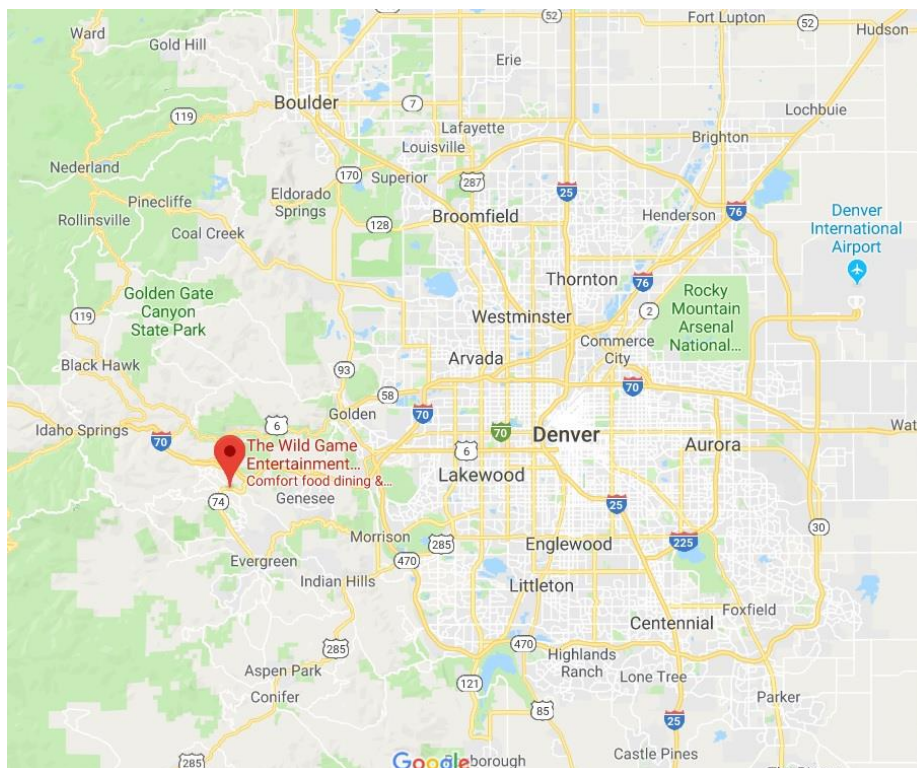 52
Fort Lupton
Ward
Gold Hill
Hudson
52
Erie
Boulder
7
Lochbuie
119
Lafayette
Brighton
Louisville
Nederland
170
Superior
287
25
Pinecliffe
Eldorado
Springs
Rollinsville
Broomfield
Henderson
76
Denver
International
Airport
128
Coal Creek
Thornton
76
Rocky
Mountain
Arsenal
National...
Golden Gate
Canyon
State Park
2
119
Westminster
Commerce
City
Arvada
Black Hawk
93
58
70
Golden
70
6
Idaho Springs
70
70
Denver
Wat
The Wild Game
Entertainment...
Comfort food dining &...
6
Aurora
Lakewood
Genesee
74
25
30
Morrison
285
Englewood
225
Evergreen
470
Indian Hills
Littleton
Foxfield
Centennial
285
470
Highlands
Ranch
Aspen Park
Lone Tree
Conifer
121
Parker
85
25
285
Google
borough
Castle Pines